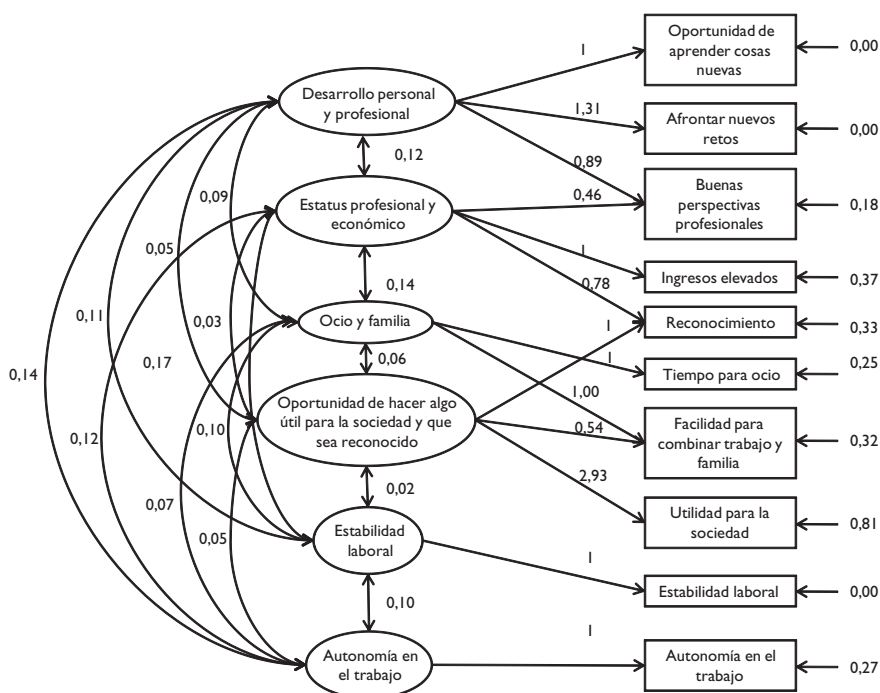 Oportunidad de
aprender cosas
nuevas
0,00
1
Desarrollo personal
y profesional
1,31
Afrontar nuevos
retos
0,00
0,12
0,89
0,09
Estatus profesional y
económico
0,46
Buenas
perspectivas
profesionales
0,18
0,05
1
Ingresos elevados
0,37
0,14
0,78
0,11
0,03
Ocio y familia
1
Reconocimiento
0,33
0,17
0,06
1
Tiempo para ocio
0,25
0,14
Oportunidad de hacer algo
útil para la sociedad y que
sea reconocido
1,00
0,12
0,10
0,54
Facilidad para
combinar trabajo y
familia
0,32
0,02
2,93
0,07
0,05
Estabilidad
laboral
Utilidad para la
sociedad
0,81
1
Estabilidad laboral
0,00
0,10
1
Autonomía en
el trabajo
Autonomía en el
trabajo
0,27